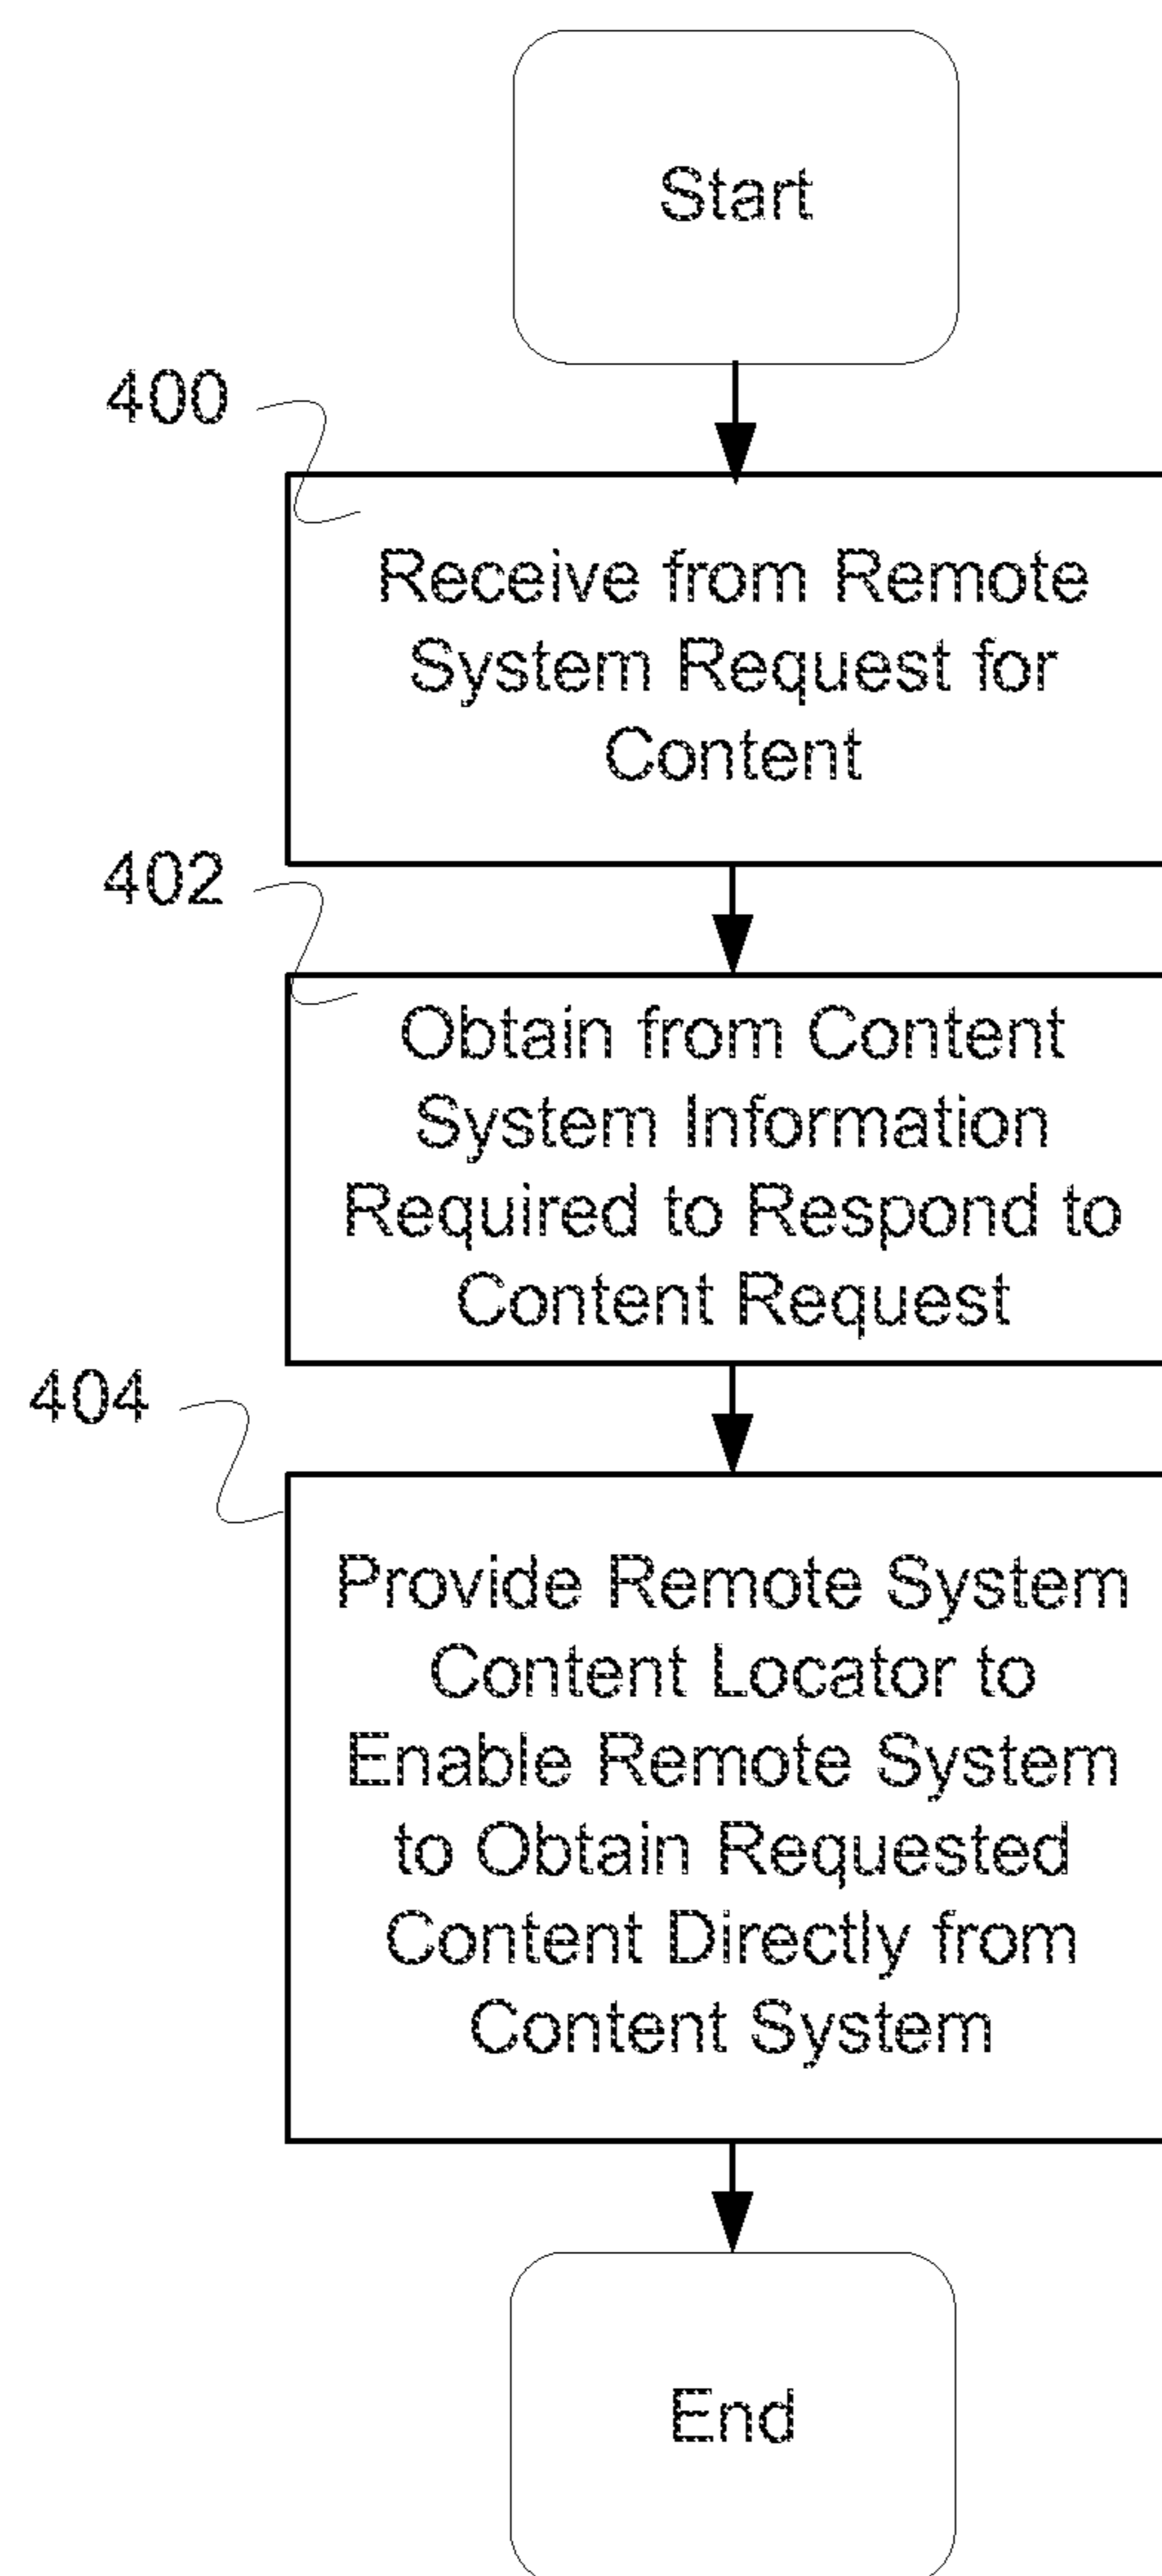 Start
400
Receive from Remote
System Request for
Content
402
Obtain from Content
System Information
Required to Respond to
Content Request
404
Provide Remote System
Content Locator to
Enable Remote System
to Obtain Requested
Content Directly from
Content System
End